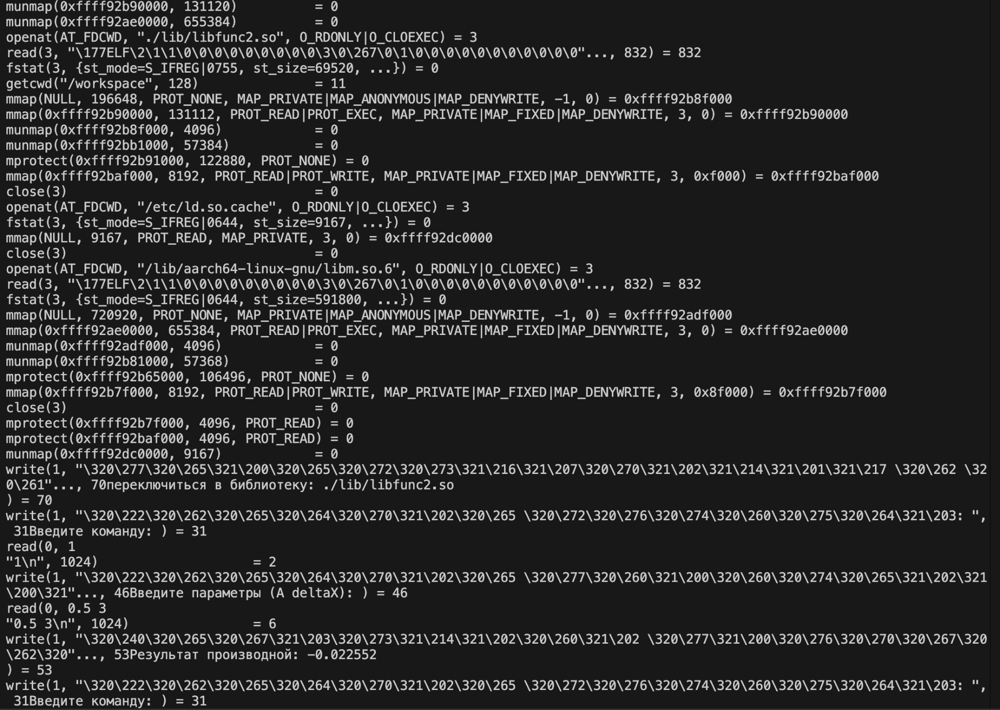 munmap(0xffff92b90000, 131120)          = 0
munmap(0xffff92ae0000, 655384)          = 0
openat(AT_FDCWD, "./lib/libfunc2.so", O_RDONLY|O_CLOEXEC) = 3
read(3, "\177ELF\2\1\1\0\0\0\0\0\0\0\0\0\3\0\267\0\1\0\0\0\0\0\0\0\0\0\0\0"..., 832) = 832
fstat(3, {st_mode=S_IFREG|0755, st_size=69520, ...}) = 0
getcwd("/workspace", 128)               = 11
mmap(NULL, 196648, PROT_NONE, MAP_PRIVATE|MAP_ANONYMOUS|MAP_DENYWRITE, -1, 0) = 0xffff92b8f000
mmap(0xffff92b90000, 131112, PROT_READ|PROT_EXEC, MAP_PRIVATE|MAP_FIXED|MAP_DENYWRITE, 3, 0) = 0xffff92b90000
munmap(0xffff92b8f000, 4096)            = 0
munmap(0xffff92bb1000, 57384)           = 0
mprotect(0xffff92b91000, 122880, PROT_NONE) = 0
mmap(0xffff92baf000, 8192, PROT_READ|PROT_WRITE, MAP_PRIVATE|MAP_FIXED|MAP_DENYWRITE, 3, 0xf000) = 0xffff92baf000
close(3)                                = 0
openat(AT_FDCWD, "/etc/ld.so.cache", O_RDONLY|O_CLOEXEC) = 3
fstat(3, {st_mode=S_IFREG|0644, st_size=9167, ...}) = 0
mmap(NULL, 9167, PROT_READ, MAP_PRIVATE, 3, 0) = 0xffff92dc0000
close(3)                                = 0
openat(AT_FDCWD, "/lib/aarch64-linux-gnu/libm.so.6", O_RDONLY|O_CLOEXEC) = 3
read(3, "\177ELF\2\1\1\0\0\0\0\0\0\0\0\0\3\0\267\0\1\0\0\0\0\0\0\0\0\0\0\0"..., 832) = 832
fstat(3, {st_mode=S_IFREG|0644, st_size=591800, ...}) = 0
mmap(NULL, 720920, PROT_NONE, MAP_PRIVATE|MAP_ANONYMOUS|MAP_DENYWRITE, -1, 0) = 0xffff92adf000
mmap(0xffff92ae0000, 655384, PROT_READ|PROT_EXEC, MAP_PRIVATE|MAP_FIXED|MAP_DENYWRITE, 3, 0) = 0xffff92ae0000
munmap(0xffff92adf000, 4096)            = 0
munmap(0xffff92b81000, 57368)           = 0
mprotect(0xffff92b65000, 106496, PROT_NONE) = 0
mmap(0xffff92b7f000, 8192, PROT_READ|PROT_WRITE, MAP_PRIVATE|MAP_FIXED|MAP_DENYWRITE, 3, 0x8f000) = 0xffff92b7f000
close(3)                                = 0
mprotect(0xffff92b7f000, 4096, PROT_READ) = 0
mprotect(0xffff92baf000, 4096, PROT_READ) = 0
munmap(0xffff92dc0000, 9167)            = 0
write(1, "\320\277\320\265\321\200\320\265\320\272\320\273\321\216\321\207\320\270\321\202\321\214\321\201\321\217 \320\262 \32
0\261"..., 70переключиться в библиотеку: ./lib/libfunc2.so
) = 70
write(1, "\320\222\320\262\320\265\320\264\320\270\321\202\320\265 \320\272\320\276\320\274\320\260\320\275\320\264\321\203: ",
 31Введите команду: ) = 31
read(0, 1
"1\n", 1024)                    = 2
write(1, "\320\222\320\262\320\265\320\264\320\270\321\202\320\265 \320\277\320\260\321\200\320\260\320\274\320\265\321\202\321
\200\321"..., 46Введите параметры (A deltaX): ) = 46
read(0, 0.5 3
"0.5 3\n", 1024)                = 6
write(1, "\320\240\320\265\320\267\321\203\320\273\321\214\321\202\320\260\321\202 \320\277\321\200\320\276\320\270\320\267\320
\262\320"..., 53Результат производной: -0.022552
) = 53
write(1, "\320\222\320\262\320\265\320\264\320\270\321\202\320\265 \320\272\320\276\320\274\320\260\320\275\320\264\321\203: ",
 31Введите команду: ) = 31